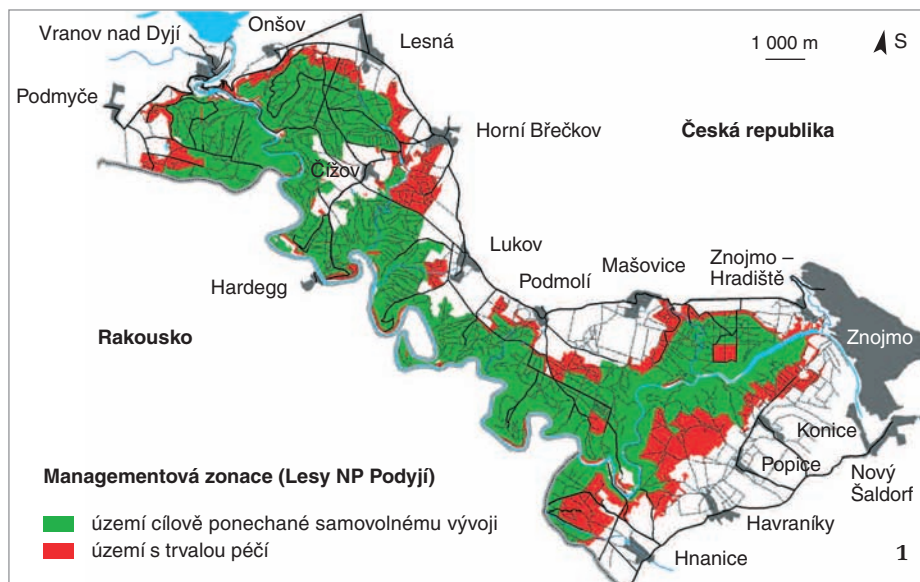 Onšov
Vranov nad Dyjí
Lesná
1 000 m
S
Podmyče
Horní Břečkov
Česká republika
Čížov
Lukov
Mašovice
Znojmo –
Hradiště
Podmolí
Hardegg
Rakousko
Znojmo
Konice
Popice
Nový
Šaldorf
Managementová zonace (Lesy NP Podyjí)
území cílově ponechané samovolnému vývoji
území s trvalou péčí
Havraníky
Hnanice
1